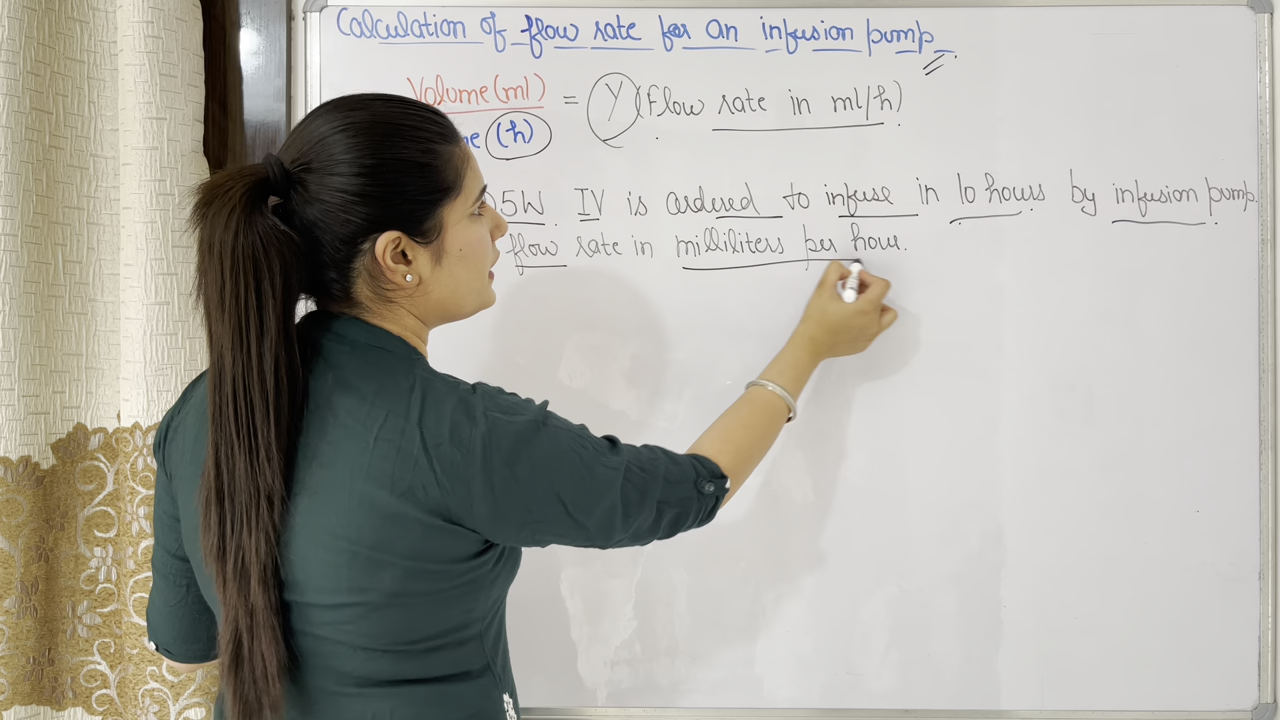 Calculation of flow rate for an infusion pump.
Volume (ml)
(h)
= Y (Flow rate in ml/h)
5W IV is ordered to infuse in 10 hours by infusion pump.
flow rate in milliliters per hour.